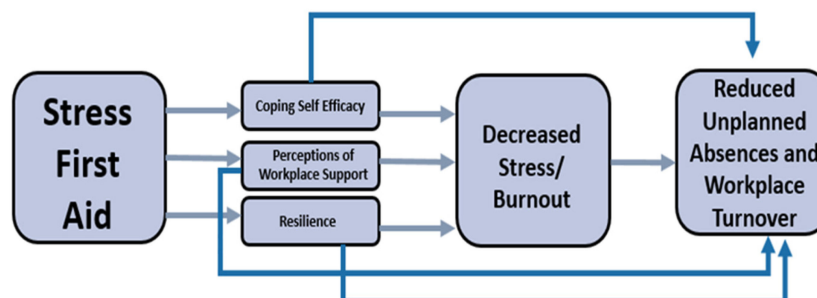 Stress
First
Aid
Coping Self Efficacy
Perceptions of
Workplace Support
Resilience
Decreased
Stress/
Burnout
Reduced
Unplanned
Absences and
Workplace
Turnover